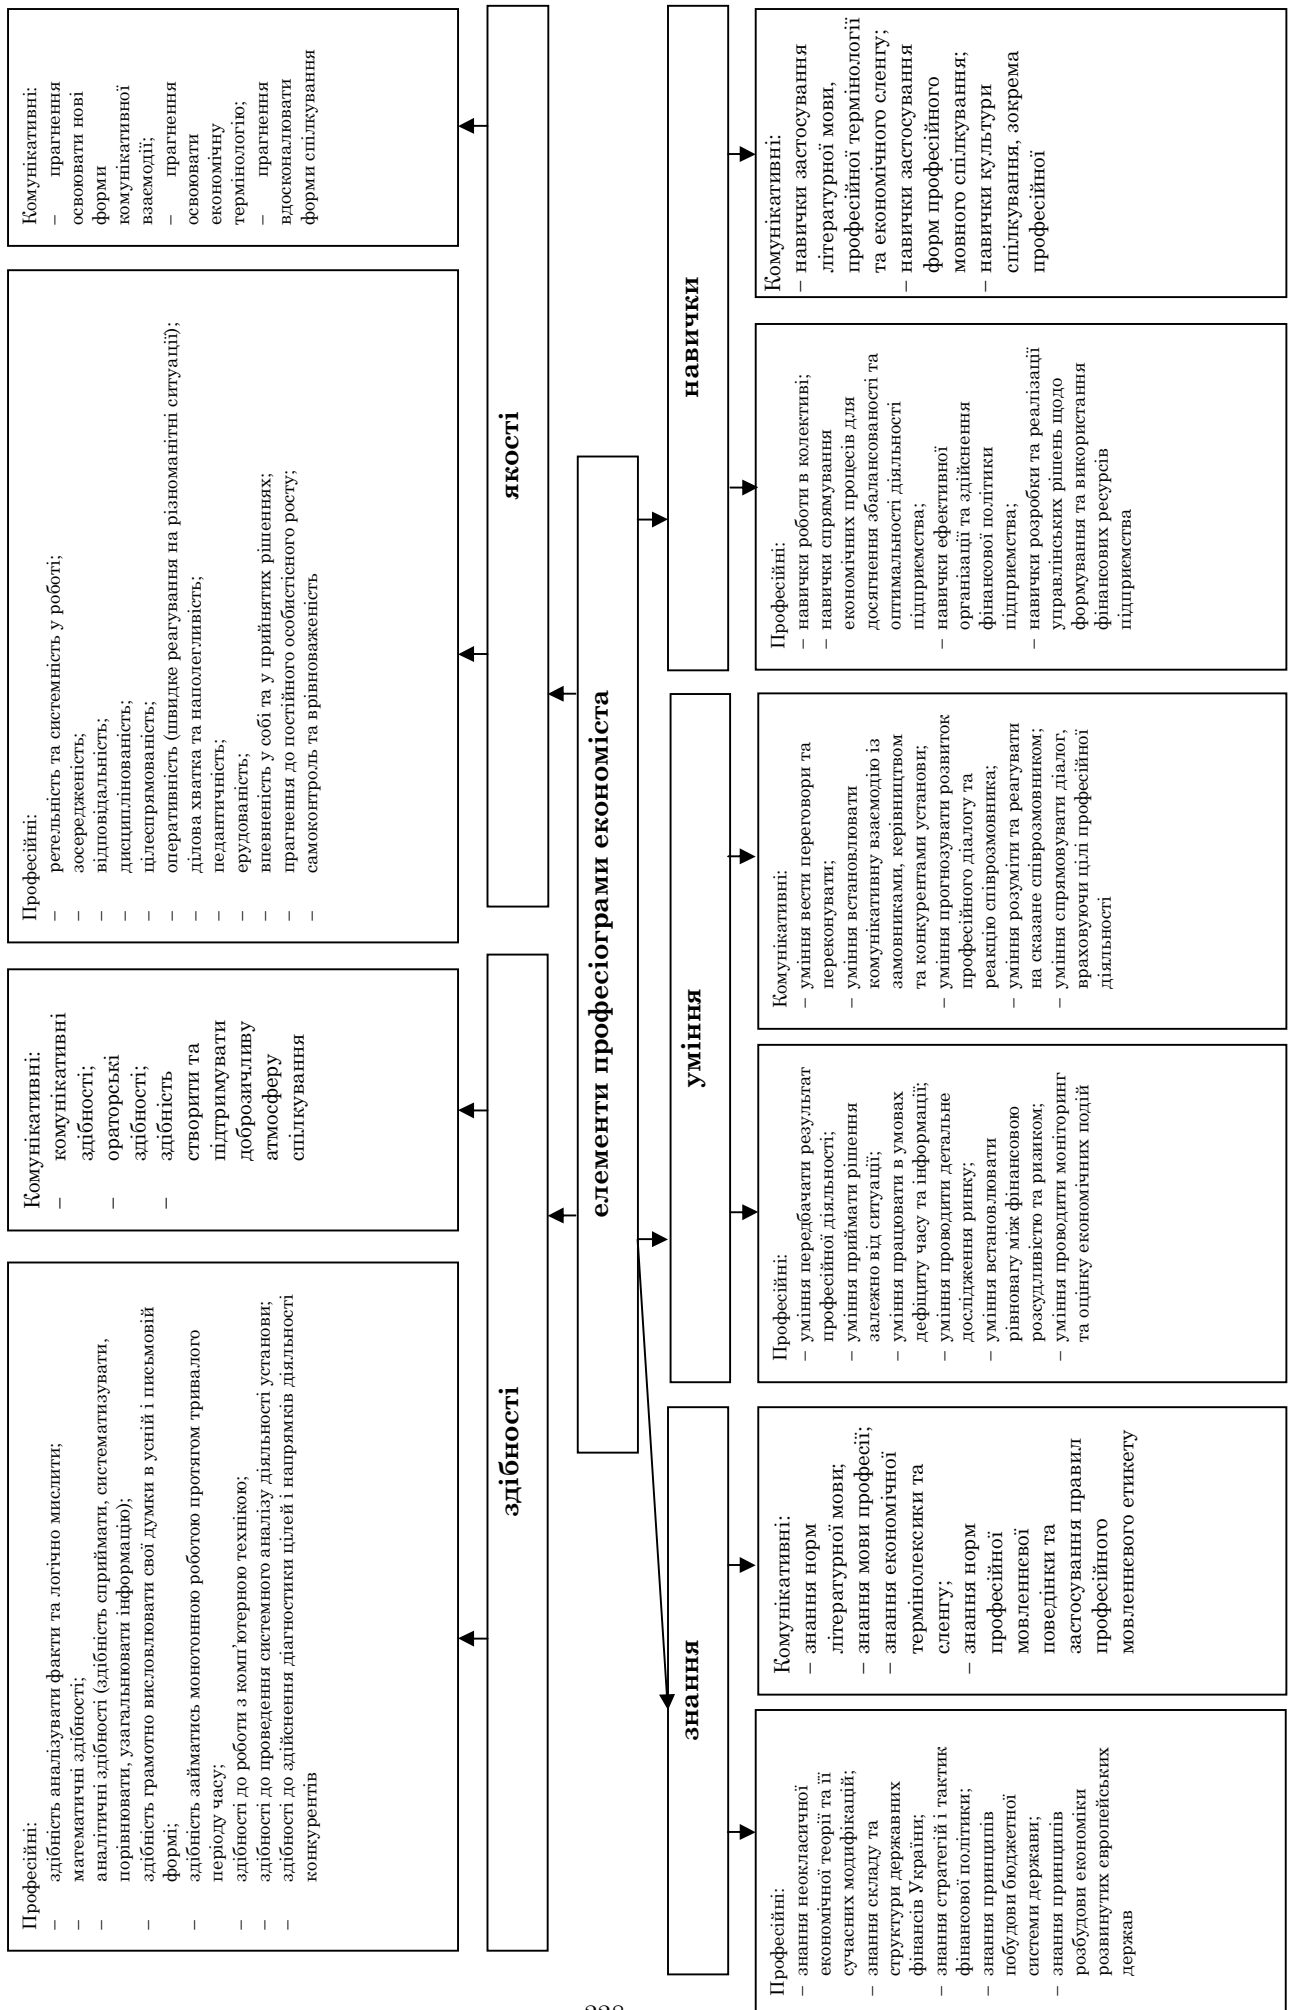 Професійні:
– здібність аналізувати факти та логічно мислити;
– математичні здібності;
– аналітичні здібності (здібність сприймати, систематизувати,
порівнювати, узагальнювати інформацію);
– здібність грамотно висловлювати свої думки в усній і письмовій
формі;
– здібність займатись монотонною роботою протягом тривалого
періоду часу;
– здібності до роботи з комп'ютерною технікою;
– здібності до проведення системного аналізу діяльності установи;
– здібності до здійснення діагностики цілей і напрямків діяльності
конкурентів
Комунікативні:
– комунікативні
здібності;
– ораторські
здібності;
– здібність
створити та
підтримувати
доброзичливу
атмосферу
спілкування
Професійні:
– ретельність та системність у роботі;
– зосередженість;
– відповідальність;
– дисциплінованість;
– цілеспрямованість;
– оперативність (швидке реагування на різноманітні ситуації);
– ділова хватка та наполегливість;
– педантичність;
– ерудованість;
– впевненість у собі та у прийнятих рішеннях;
– прагнення до постійного особистісного росту;
– самоконтроль та врівноваженість
Комунікативні:
– прагнення
освоювати нові
форми
комунікативної
взаємодії;
– прагнення
освоювати
економічну
термінологію;
– прагнення
вдосконалювати
форми спілкування
здібності
якості
елементи професіограми економіста
знання
уміння
навички
Професійні:
– знання неокласичної
економічної теорії та її
сучасних модифікацій;
– знання складу та
структури державних
фінансів України;
– знання стратегій і тактик
фінансової політики;
– знання принципів
побудови бюджетної
системи держави;
– знання принципів
розбудови економіки
розвинутих європейських
держав
Комунікативні:
– знання норм
літературної мови;
– знання мови професії;
– знання економічної
термінолексики та
сленгу;
– знання норм
професійної
мовленнєвої
поведінки та
застосування правил
професійного
мовленнєвого етикету
Професійні:
– уміння передбачати результат
професійної діяльності;
– уміння приймати рішення
залежно від ситуації;
– уміння працювати в умовах
дефіциту часу та інформації;
– уміння проводити детальне
дослідження ринку;
– уміння встановлювати
рівновагу між фінансовою
розсудливістю та ризиком;
– уміння проводити моніторинг
та оцінку економічних подій
Комунікативні:
– уміння вести переговори та
переконувати;
– уміння встановлювати
комунікативну взаємодію із
замовниками, керівництвом
та конкурентами установи;
– уміння прогнозувати розвиток
професійного діалогу та
реакцію співрозмовника;
– уміння розуміти та реагувати
на сказане співрозмовником;
– уміння спрямовувати діалог,
враховуючи цілі професійної
діяльності
Професійні:
– навички роботи в колективі;
– навички спрямування
економічних процесів для
досягнення збалансованості та
оптимальності діяльності
підприємства;
– навички ефективної
організації та здійснення
фінансової політики
підприємства;
– навички розробки та реалізації
управлінських рішень щодо
формування та використання
фінансових ресурсів
підприємства
Комунікативні:
– навички застосування
літературної мови,
професійної термінології
та економічного сленгу;
– навички застосування
форм професійного
мовного спілкування;
– навички культури
спілкування, зокрема
професійної